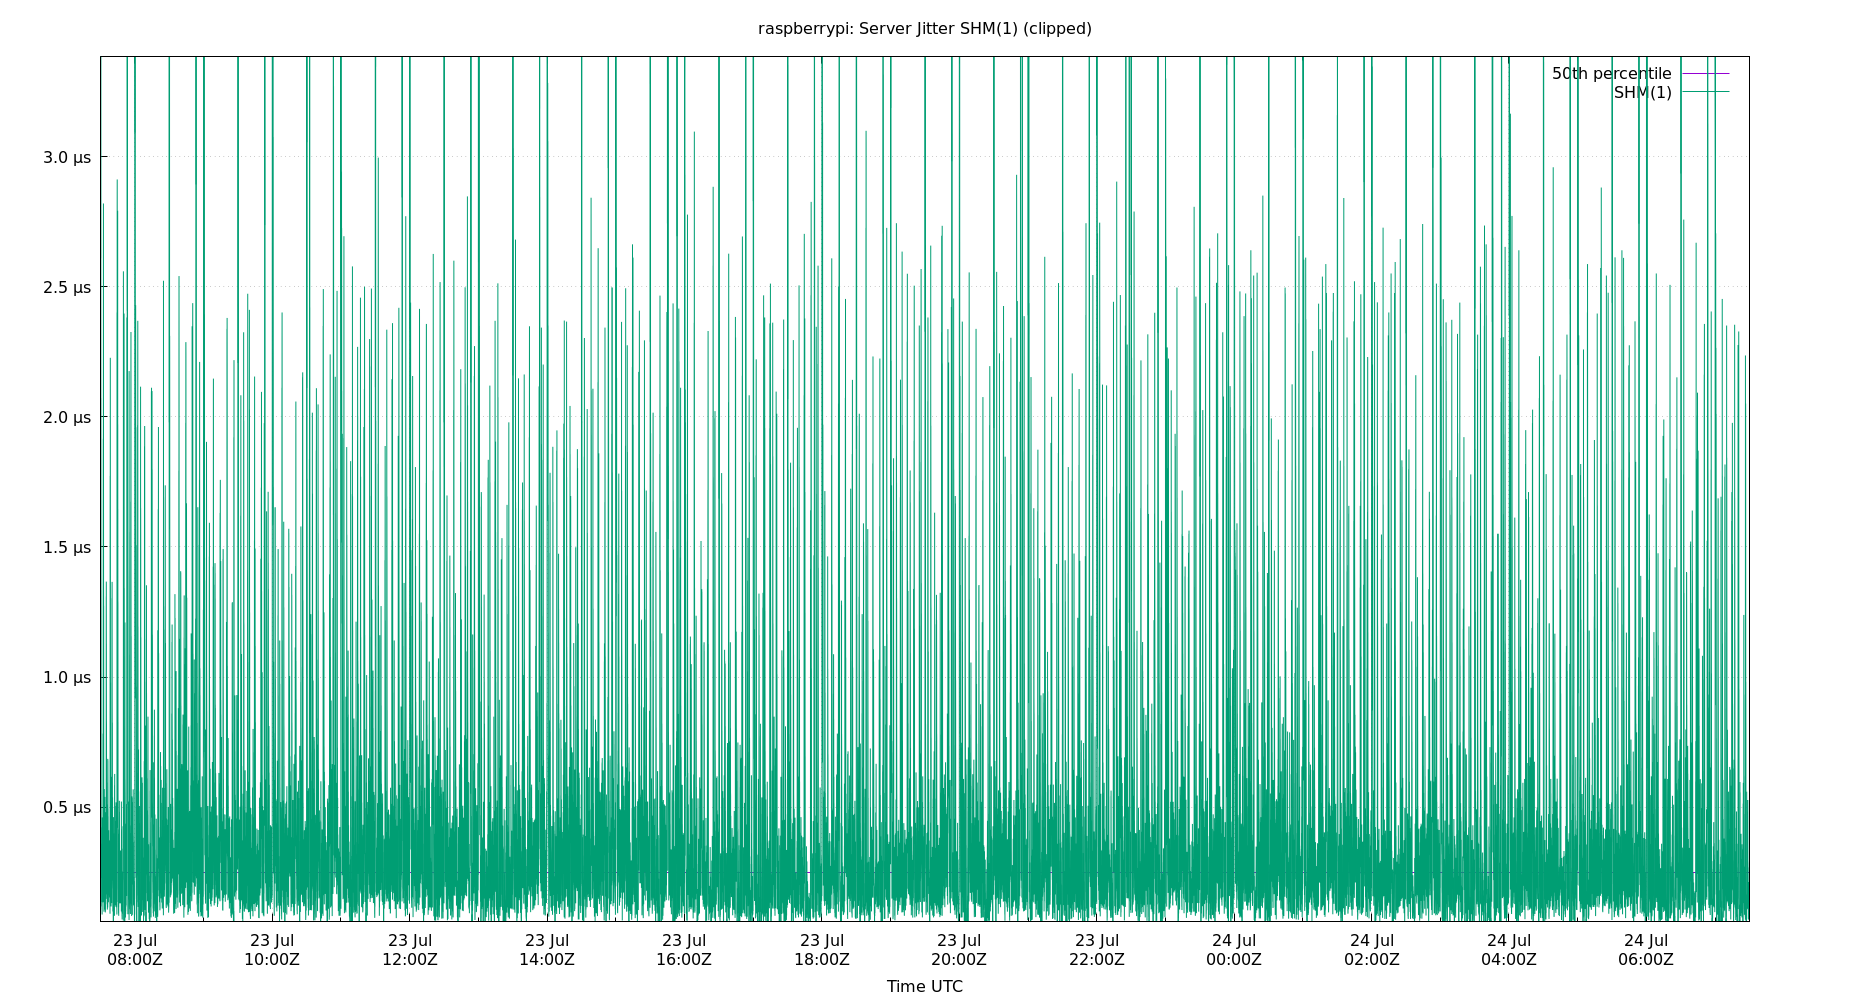 raspberrypi: Server Jitter SHM(1) (clipped)
50th percentile
SHM(1)
3.0 µs
2.5 µs
2.0 µs
1.5 µs
1.0 µs
0.5 µs
23 Jul 23 Jul 23 Jul 23 Jul 23 Jul 23 Jul 23 Jul 23 Jul 24 Jul 24 Jul 24 Jul 24 Jul
08:00Z 10:00Z 12:00Z 14:00Z 16:00Z 18:00Z 20:00Z 22:00Z 00:00Z 02:00Z 04:00Z 06:00Z
Time UTC